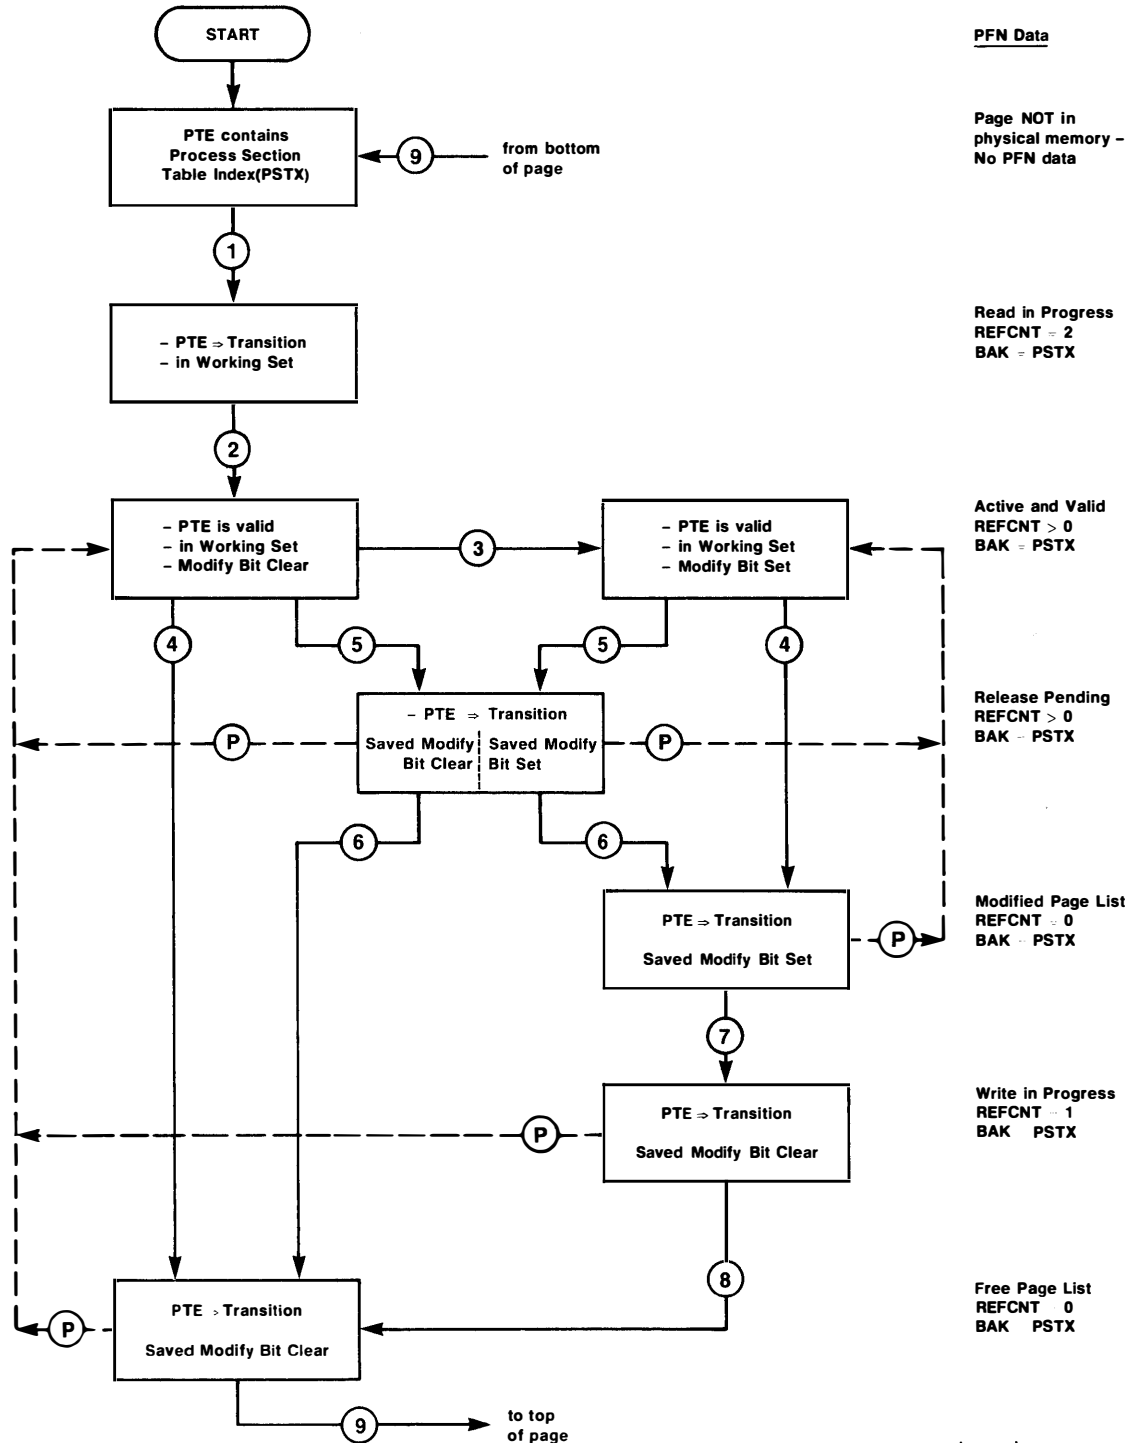 START
PFN Data
PTE contains
Process Section
Table Index(PSTX)
9
from bottom
of page
Page NOT in
physical memory –
No PFN data
1
– PTE ⇒ Transition
– in Working Set
Read in Progress
REFCNT = 2
BAK = PSTX
2
– PTE is valid
– in Working Set
– Modify Bit Clear
3
– PTE is valid
– in Working Set
– Modify Bit Set
Active and Valid
REFCNT > 0
BAK = PSTX
4
5
5
4
– PTE ⇒ Transition
Saved Modify
Bit Clear
Saved Modify
Bit Set
P
P
Release Pending
REFCNT > 0
BAK – PSTX
6
6
PTE ⇒ Transition
Saved Modify Bit Set
P
Modified Page List
REFCNT = 0
BAK – PSTX
7
PTE ⇒ Transition
Saved Modify Bit Clear
P
Write in Progress
REFCNT – 1
BAK PSTX
8
PTE > Transition
Saved Modify Bit Clear
P
Free Page List
REFCNT 0
BAK PSTX
9
to top
of page